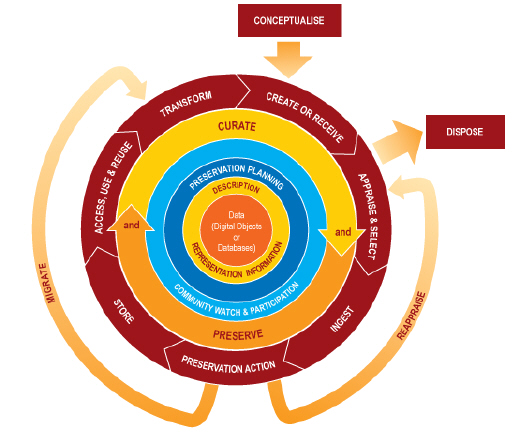 CONCEPTUALISE
CREATE OR RECEIVE
DISPOSE
APPRAISE & SELECT
REAPPRAISE
INGEST
PRESERVATION ACTION
STORE
MIGRATE
ACCESS, USE & REUSE
TRANSFORM
CURATE
and
and
PRESERVE
COMMUNITY WATCH & PARTICIPATION
PRESERVATION PLANNING
DESCRIPTION
REPRESENTATION INFORMATION
Data
(Digital Objects
or
Databases)